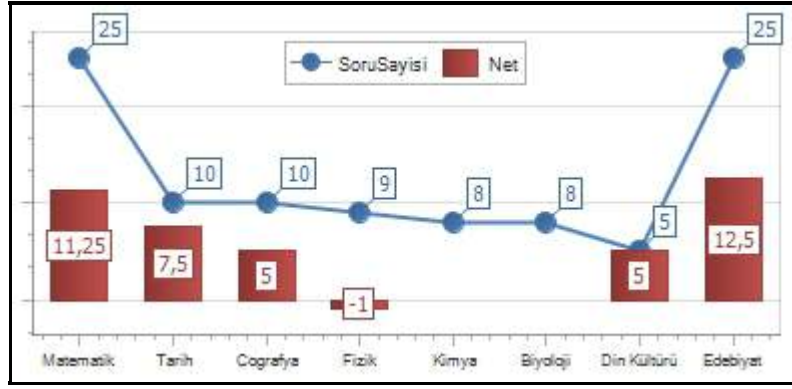 25
25
SoruSayisi
Net
10
10
9
8
8
5
11,25
7,5
5
-1
5
12,5
Matematik
Tarih
Cografya
Fizik
Kimya
Biyoloji
Din Kültürü
Edebiyat